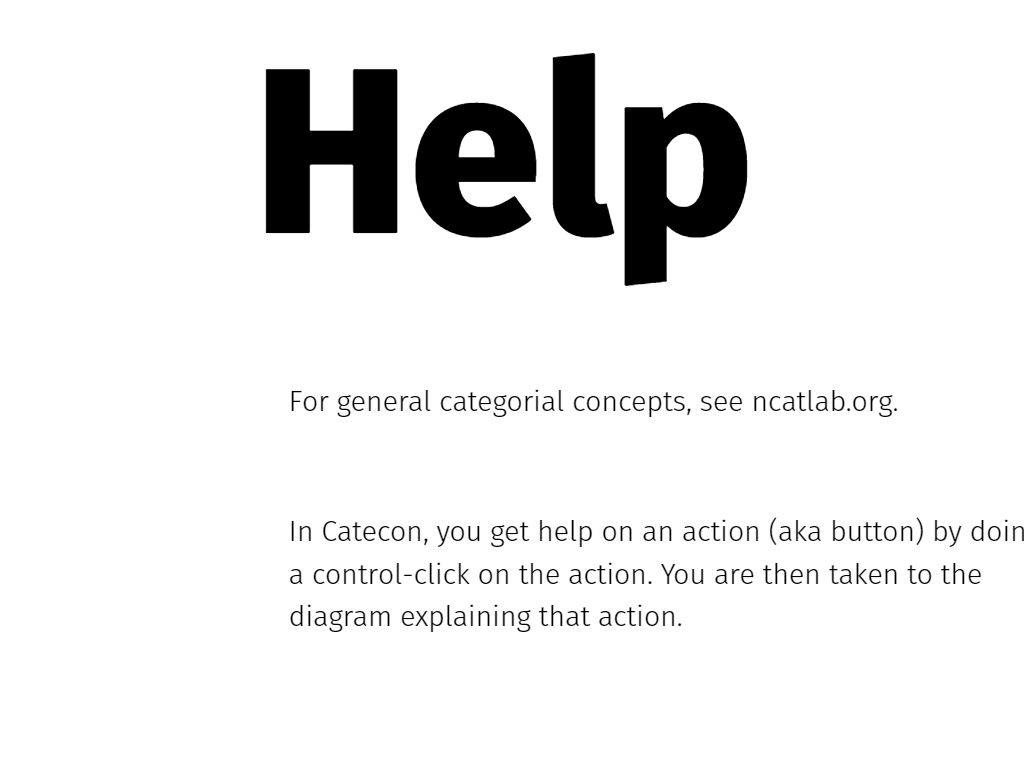 Help
For general categorial concepts, see ncatlab.org.
In Catecon, you get help on an action (aka button) by doin
a control-click on the action. You are then taken to the
diagram explaining that action.